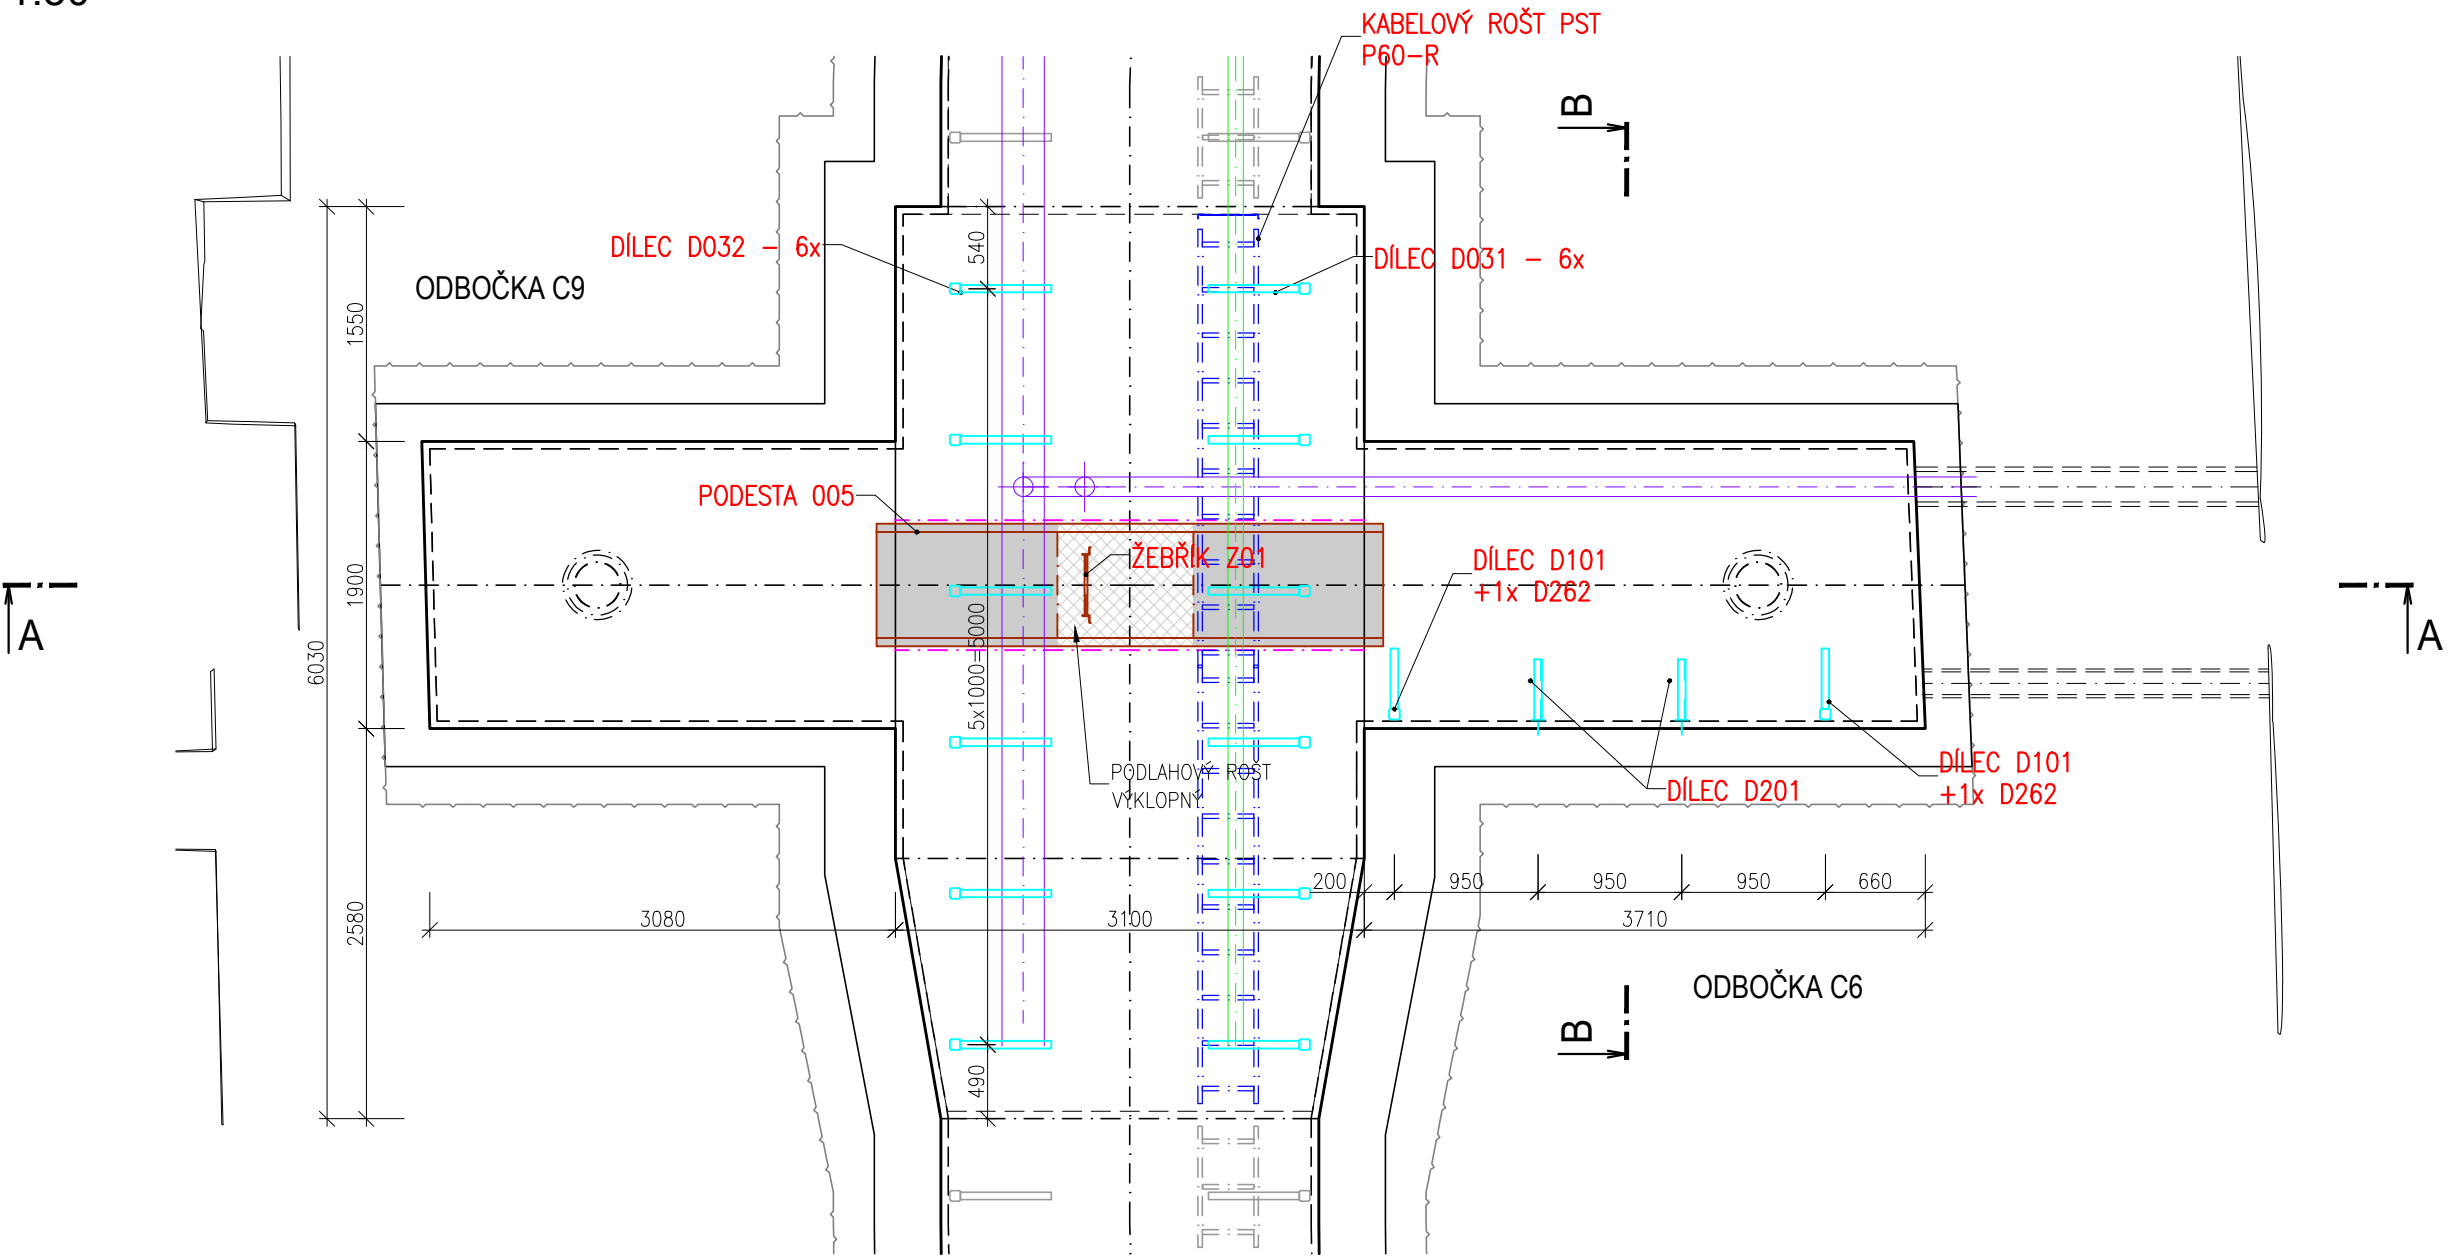 KABELOVÝ ROŠT PST
P60-R
B
DÍLEC D032 - 6x
540
DÍLEC D031 - 6x
ODBOČKA C9
1550
PODESTA 005
ŽEBŘÍK Z01
DÍLEC D101
+1x D262
1900
A
A
6030
5x1000=5000
PODLAHOVÝ ROŠT
VÝKLOPNÝ
DÍLEC D201
DÍLEC D101
+1x D262
200
950
950
950
660
2580
3080
3100
3710
ODBOČKA C6
B
490